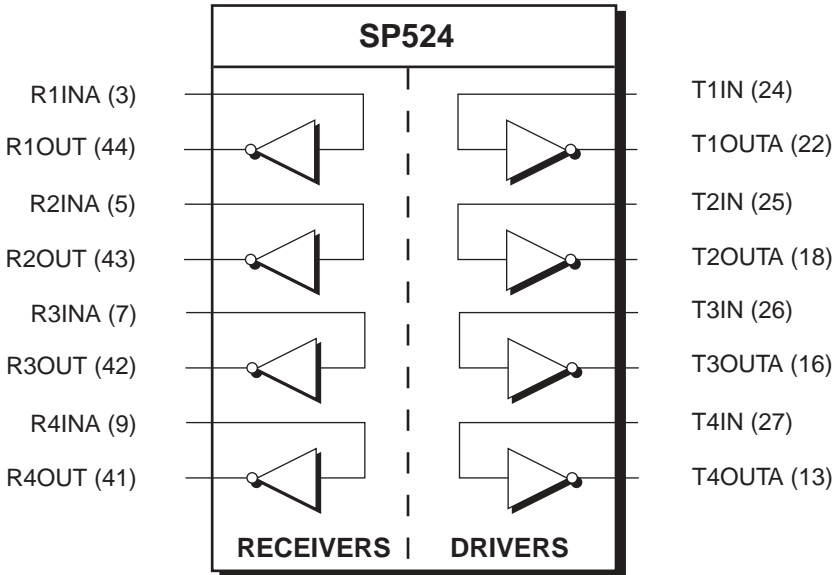 SP524
R1INA (3)
R1OUT (44)
R2INA (5)
R2OUT (43)
R3INA (7)
R3OUT (42)
R4INA (9)
R4OUT (41)
T1IN (24)
T1OUTA (22)
T2IN (25)
T2OUTA (18)
T3IN (26)
T3OUTA (16)
T4IN (27)
T4OUTA (13)
RECEIVERS
DRIVERS